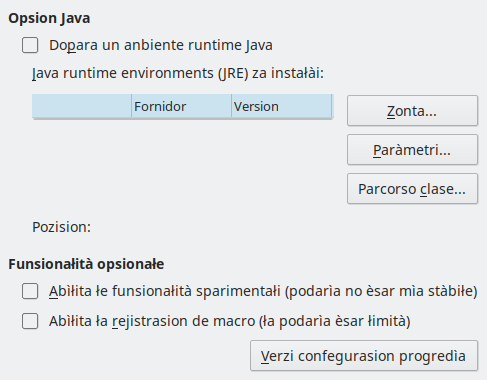 Opsion Java
Dopara un anbiente runtime Java
Java runtime environments (JRE) za instałài:
Fornidor Version
Zonta...
Paràmetri...
Parcorso clase...
Pozision:
Funsionałità opsionałe
Abiłita łe funsionałità sparimentałi (podarìa no èsar mìa stàbiłe)
Abiłita ła rejistrasion de macro (ła podarìa èsar łimità)
Verzi confegurasion progredìa